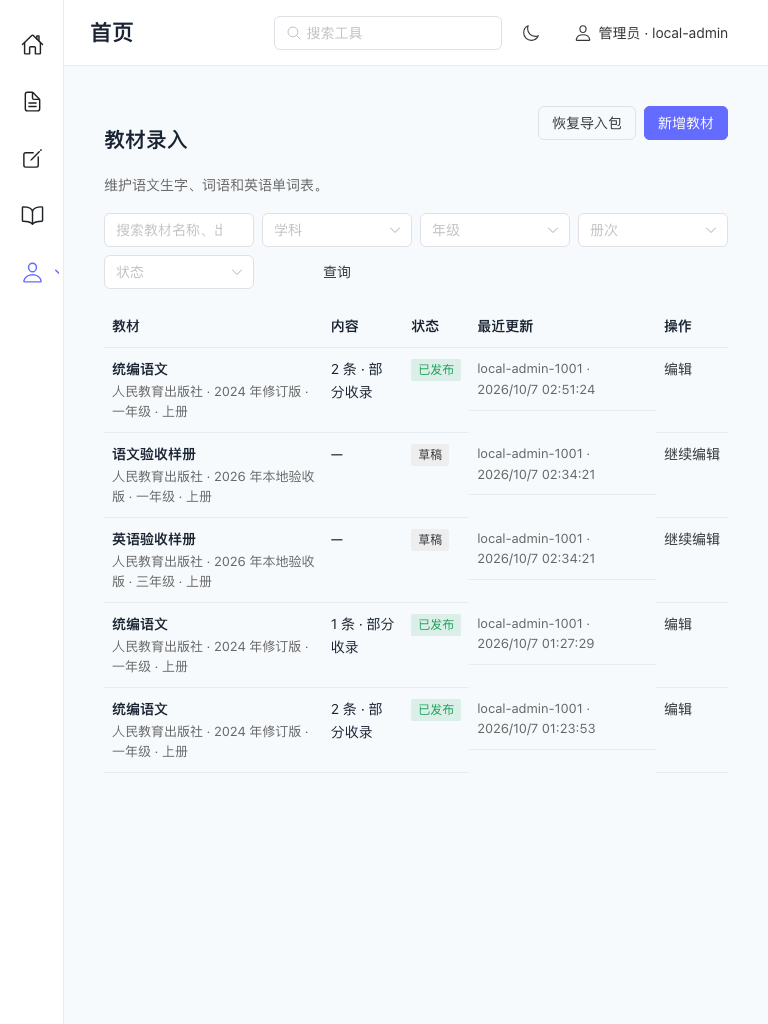 首页
搜索工具
管理员 · local-admin
教材录入
恢复导入包
新增教材
维护语文生字、词语和英语单词表。
搜索教材名称、
学科
年级
册次
状态
查询
教材 内容 状态 最近更新 操作
统编语文
人民教育出版社 · 2024 年修订版 ·
一年级 · 上册
2 条 · 部
分收录
已发布
local-admin-1001 ·
2026/10/7 02:51:24
编辑
语文验收样册
人民教育出版社 · 2026 年本地验收
版 · 一年级 · 上册
—
草稿
local-admin-1001 ·
2026/10/7 02:34:21
继续编辑
英语验收样册
人民教育出版社 · 2026 年本地验收
版 · 三年级 · 上册
—
草稿
local-admin-1001 ·
2026/10/7 02:34:21
继续编辑
统编语文
人民教育出版社 · 2024 年修订版 ·
一年级 · 上册
1 条 · 部分
收录
已发布
local-admin-1001 ·
2026/10/7 01:27:29
编辑
统编语文
人民教育出版社 · 2024 年修订版 ·
一年级 · 上册
2 条 · 部
分收录
已发布
local-admin-1001 ·
2026/10/7 01:23:53
编辑